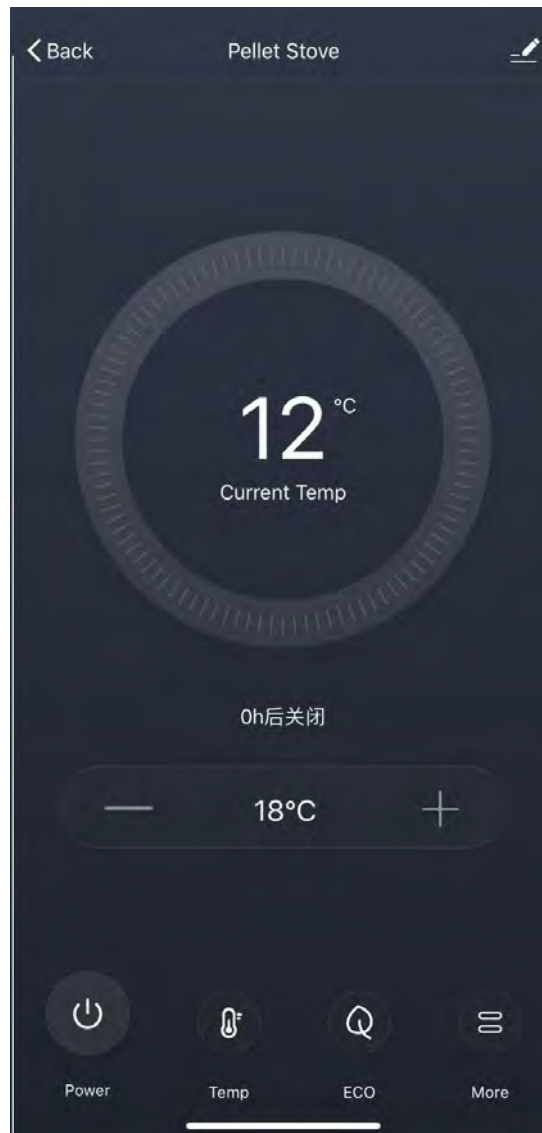 Back
Pellet Stove
12 °C
Current Temp
0h后关闭
18°C
Power
Temp
ECO
More